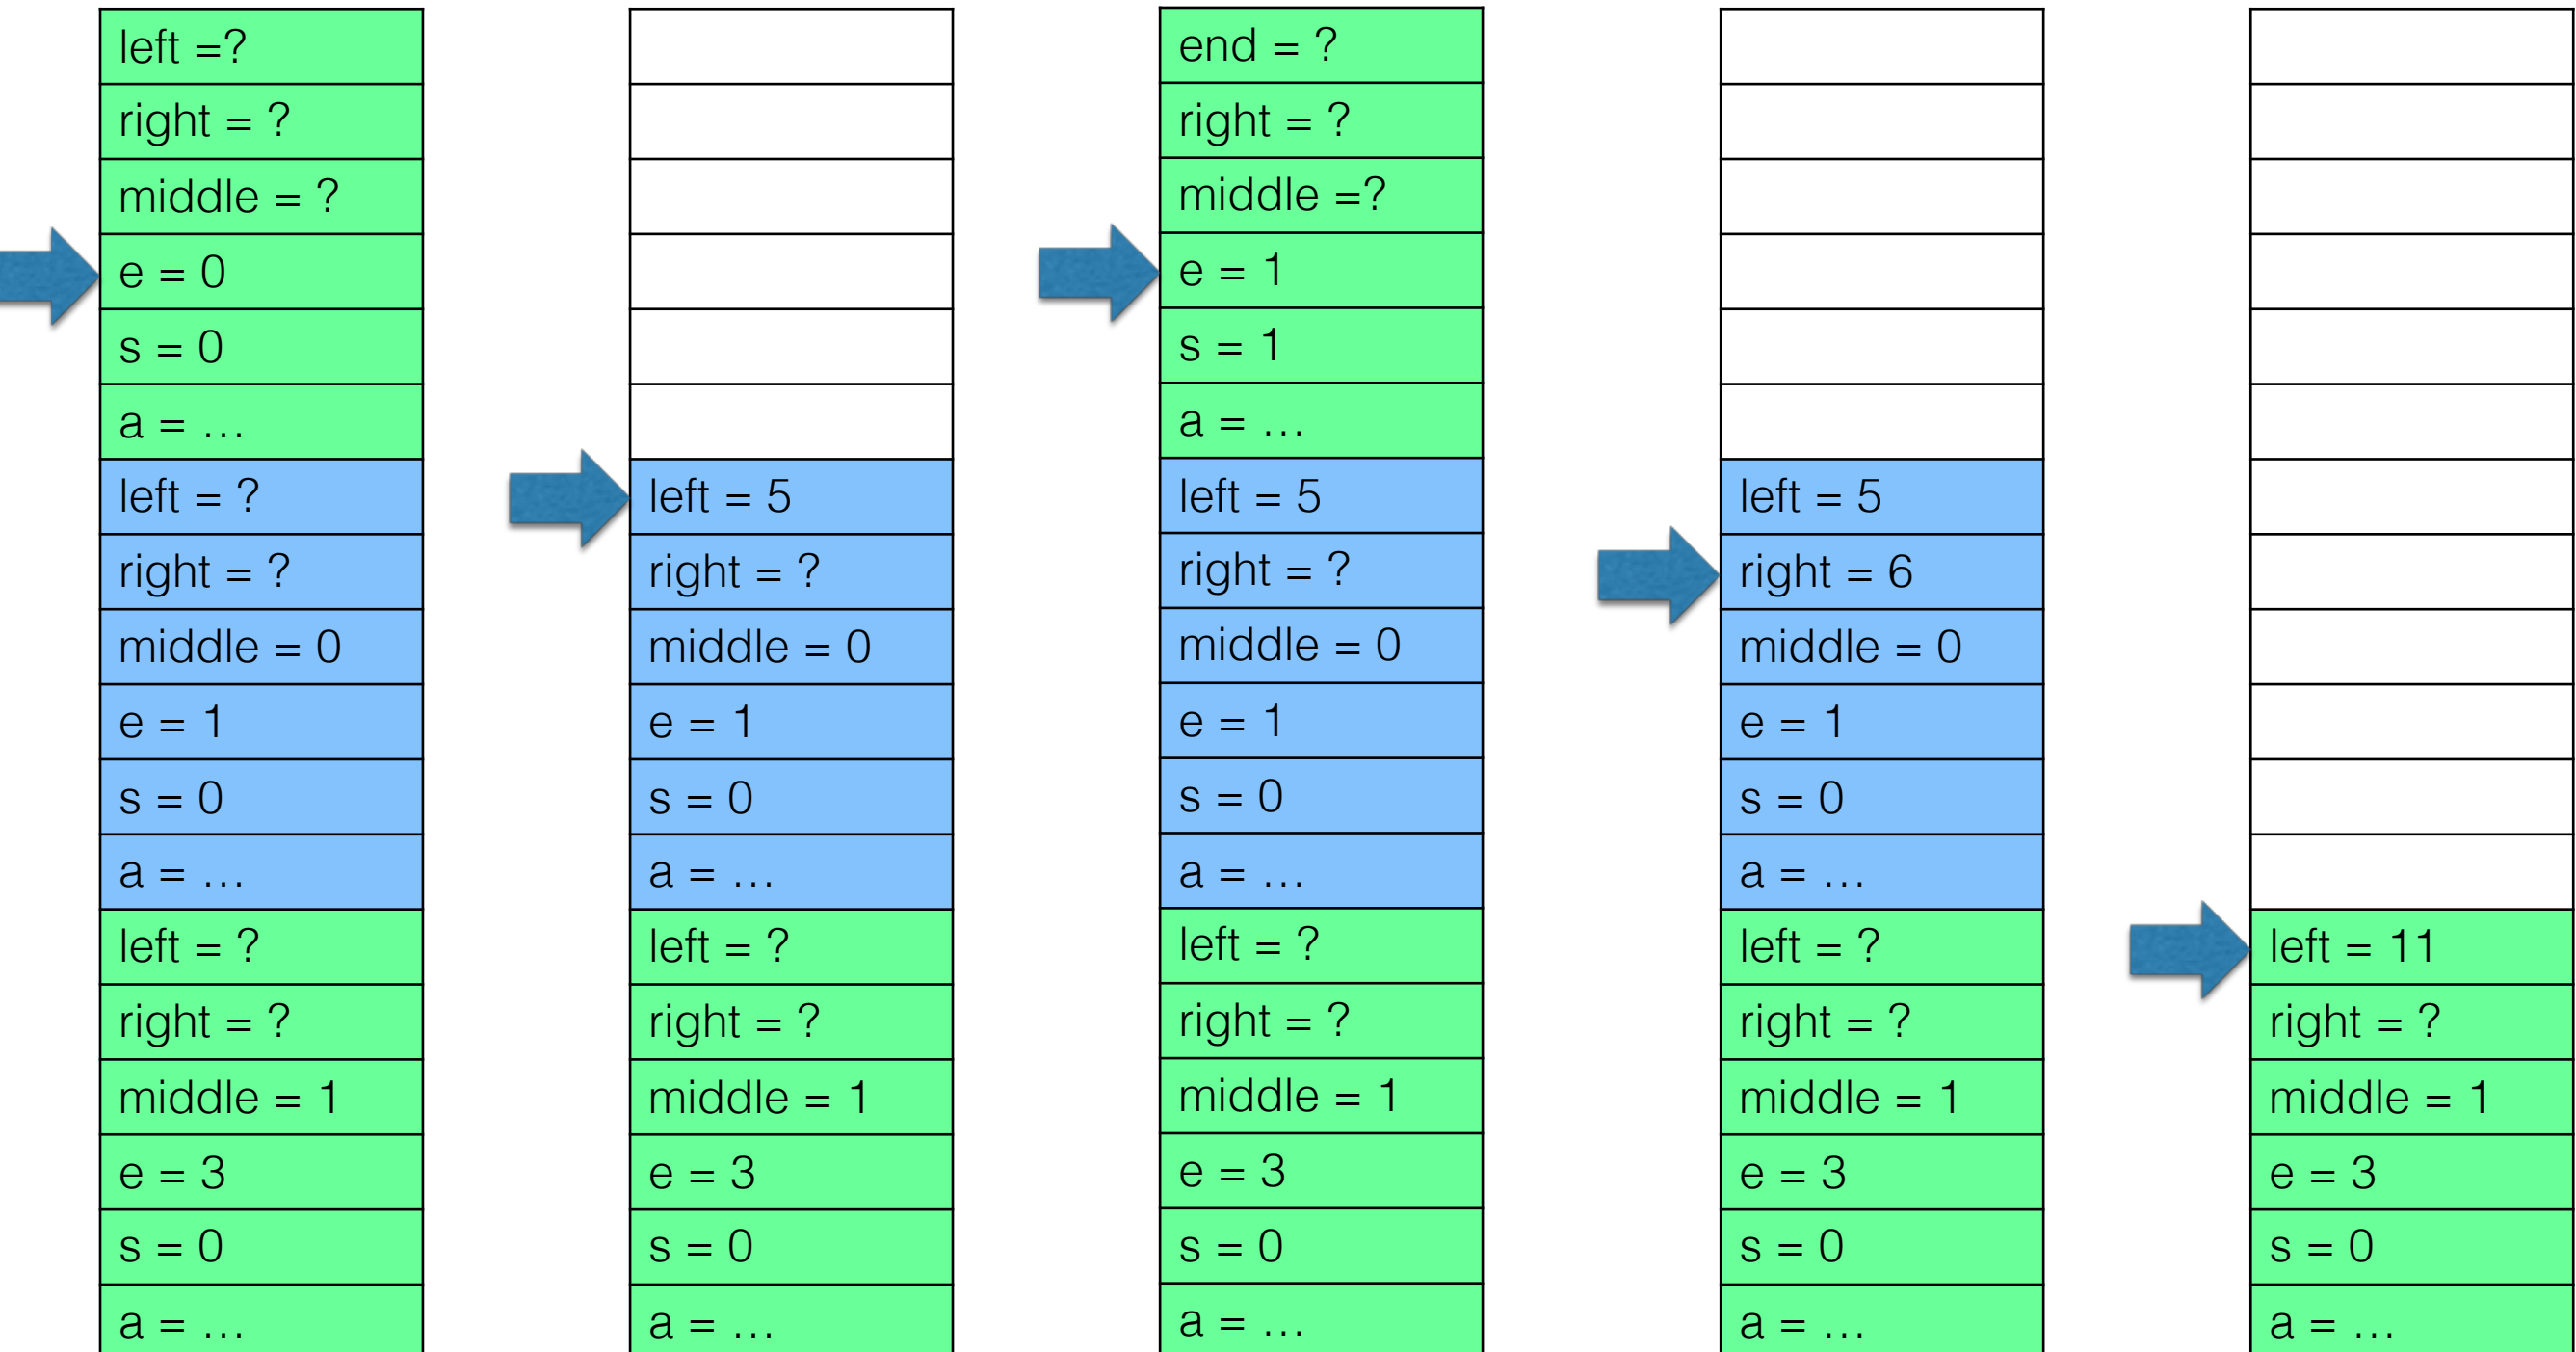 left =?
right = ?
middle = ?
e = 0
s = 0
a = …
left = ?
right = ?
middle = 0
e = 1
s = 0
a = …
left = ?
right = ?
middle = 1
e = 3
s = 0
a = …
left = 5
right = ?
middle = 0
e = 1
s = 0
a = …
left = ?
right = ?
middle = 1
e = 3
s = 0
a = …
end = ?
right = ?
middle =?
e = 1
s = 1
a = …
left = 5
right = ?
middle = 0
e = 1
s = 0
a = …
left = ?
right = ?
middle = 1
e = 3
s = 0
a = …
left = 5
right = 6
middle = 0
e = 1
s = 0
a = …
left = ?
right = ?
middle = 1
e = 3
s = 0
a = …
left = 11
right = ?
middle = 1
e = 3
s = 0
a = …